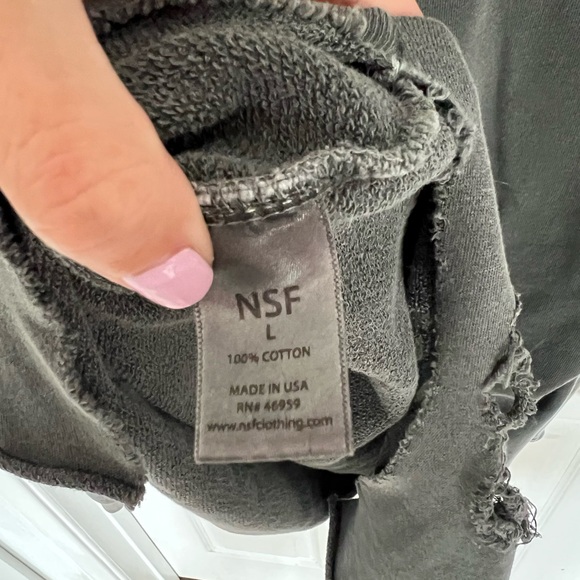 NSF
L
100% COTTON
MADE IN USA
RN# 46959
www.nsfclothing.com